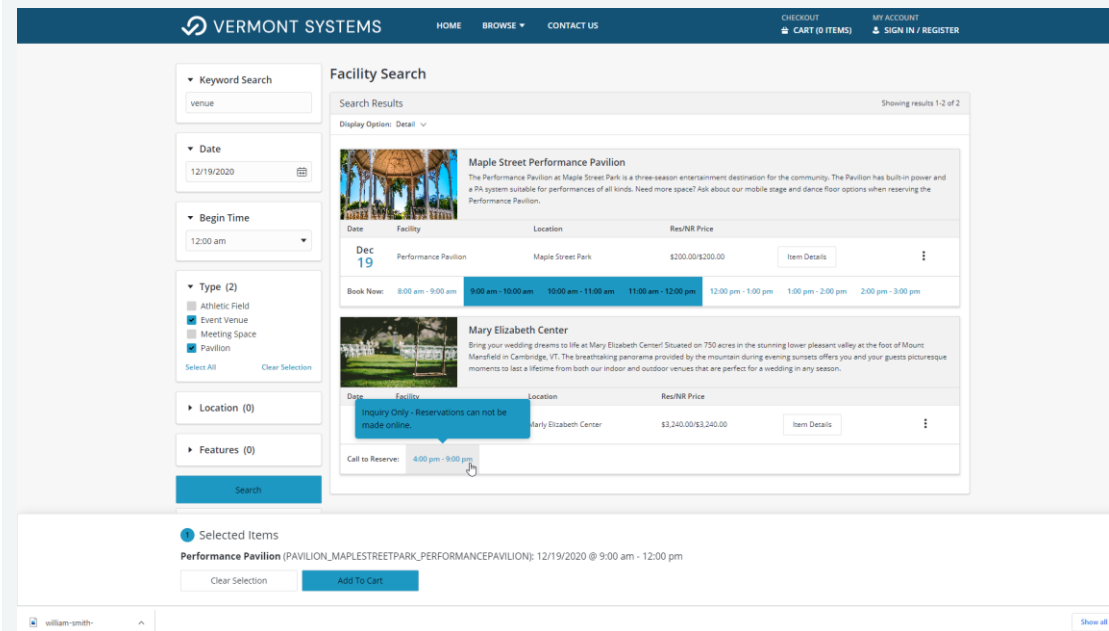 VERMONT SYSTEMS
HOME
BROWSE
CONTACT US
CHECKOUT
CART (0 ITEMS)
MY ACCOUNT
SIGN IN / REGISTER
Keyword Search
venue
Date
12/19/2020
Begin Time
12:00 am
Type (2)
Athletic Field
Event Venue
Meeting Space
Pavilion
Select All Clear Selection
Location (0)
Features (0)
Search
Facility Search
Search Results Showing results 1-2 of 2
Display Option: Detail
Maple Street Performance Pavilion
The Performance Pavilion at Maple Street Park is a three-season entertainment destination for the community. The Pavilion has built-in power and
a PA system suitable for performances of all kinds. Need more space? Ask about our mobile stage and dance floor options when reserving the
Performance Pavilion.
Date Facility Location Res/NR Price
Dec
19
Performance Pavilion Maple Street Park $200.00/$200.00 Item Details
Book Now: 8:00 am - 9:00 am 9:00 am - 10:00 am 10:00 am - 11:00 am 11:00 am - 12:00 pm 12:00 pm - 1:00 pm 1:00 pm - 2:00 pm 2:00 pm - 3:00 pm
Mary Elizabeth Center
Bring your wedding dreams to life at Mary Elizabeth Center! Situated on 750 acres in the stunning lower pleasant valley at the foot of Mount
Mansfield in Cambridge, VT. The breathtaking panorama provided by the mountain during evening sunsets offers you and your guests picturesque
moments to last a lifetime from both our indoor and outdoor venues that are perfect for a wedding in any season.
Date Facility Location Res/NR Price
Inquiry Only - Reservations can not be
made online.
Marly Elizabeth Center $3,240.00/$3,240.00 Item Details
Call to Reserve: 4:00 pm - 9:00 pm
1 Selected Items
Performance Pavilion (PAVILION_MAPLESTREETPARK_PERFORMANCEPAVILION): 12/19/2020 @ 9:00 am - 12:00 pm
Clear Selection Add To Cart
william-smith-
Show all